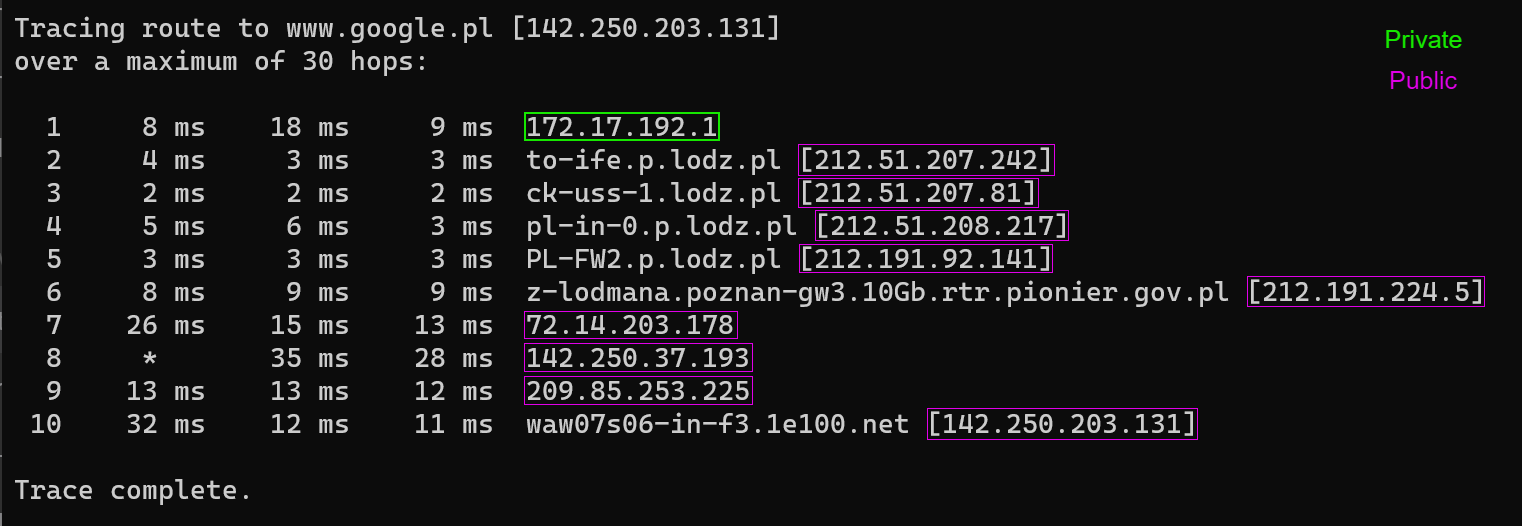 Tracing route to www.google.pl [142.250.203.131]
over a maximum of 30 hops:
Private
Public
1 8 ms 18 ms 9 ms 172.17.192.1
2 4 ms 3 ms 3 ms to-ife.p.lodz.pl [212.51.207.242]
3 2 ms 2 ms 2 ms ck-uss-1.lodz.pl [212.51.207.81]
4 5 ms 6 ms 3 ms pl-in-0.p.lodz.pl [212.51.208.217]
5 3 ms 3 ms 3 ms PL-FW2.p.lodz.pl [212.191.92.141]
6 8 ms 9 ms 9 ms z-lodmana.poznan-gw3.10Gb.rtr.pionier.gov.pl [212.191.224.5]
7 26 ms 15 ms 13 ms 72.14.203.178
8 * 35 ms 28 ms 142.250.37.193
9 13 ms 13 ms 12 ms 209.85.253.225
10 32 ms 12 ms 11 ms waw07s06-in-f3.1e100.net [142.250.203.131]
Trace complete.